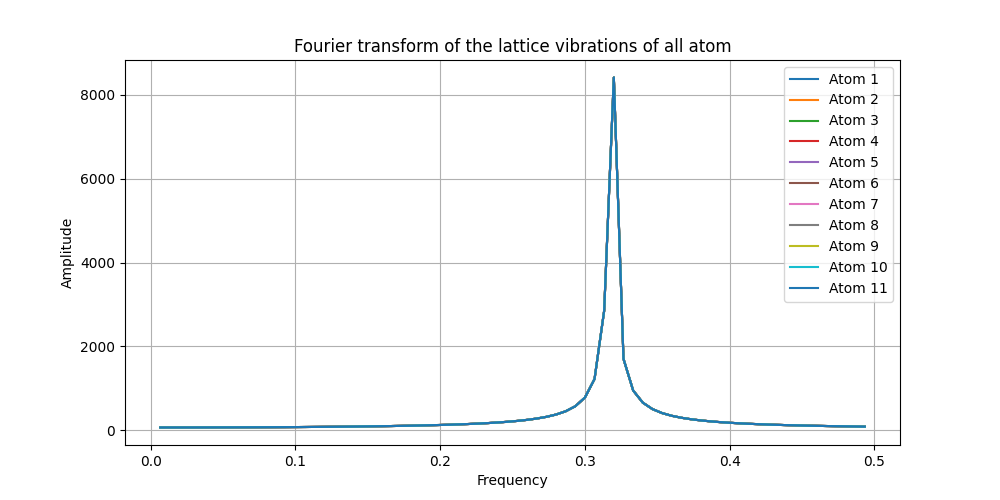 Fourier transform of the lattice vibrations of all atom
Atom 1
Atom 2
Atom 3
Atom 4
Atom 5
Atom 6
Atom 7
Atom 8
Atom 9
Atom 10
Atom 11
Amplitude
8000
6000
4000
2000
0
0.0
0.1
0.2
0.3
0.4
0.5
Frequency